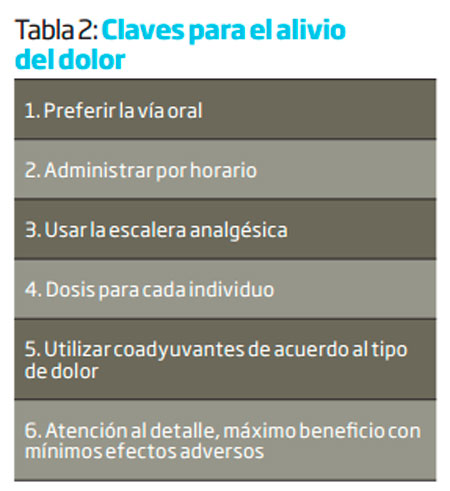 Tabla 2: Claves para el alivio
del dolor
1. Preferir la vía oral
2. Administrar por horario
3. Usar la escalera analgésica
4. Dosis para cada individuo
5. Utilizar coadyuvantes de acuerdo al tipo
de dolor
6. Atención al detalle, máximo beneficio con
mínimos efectos adversos